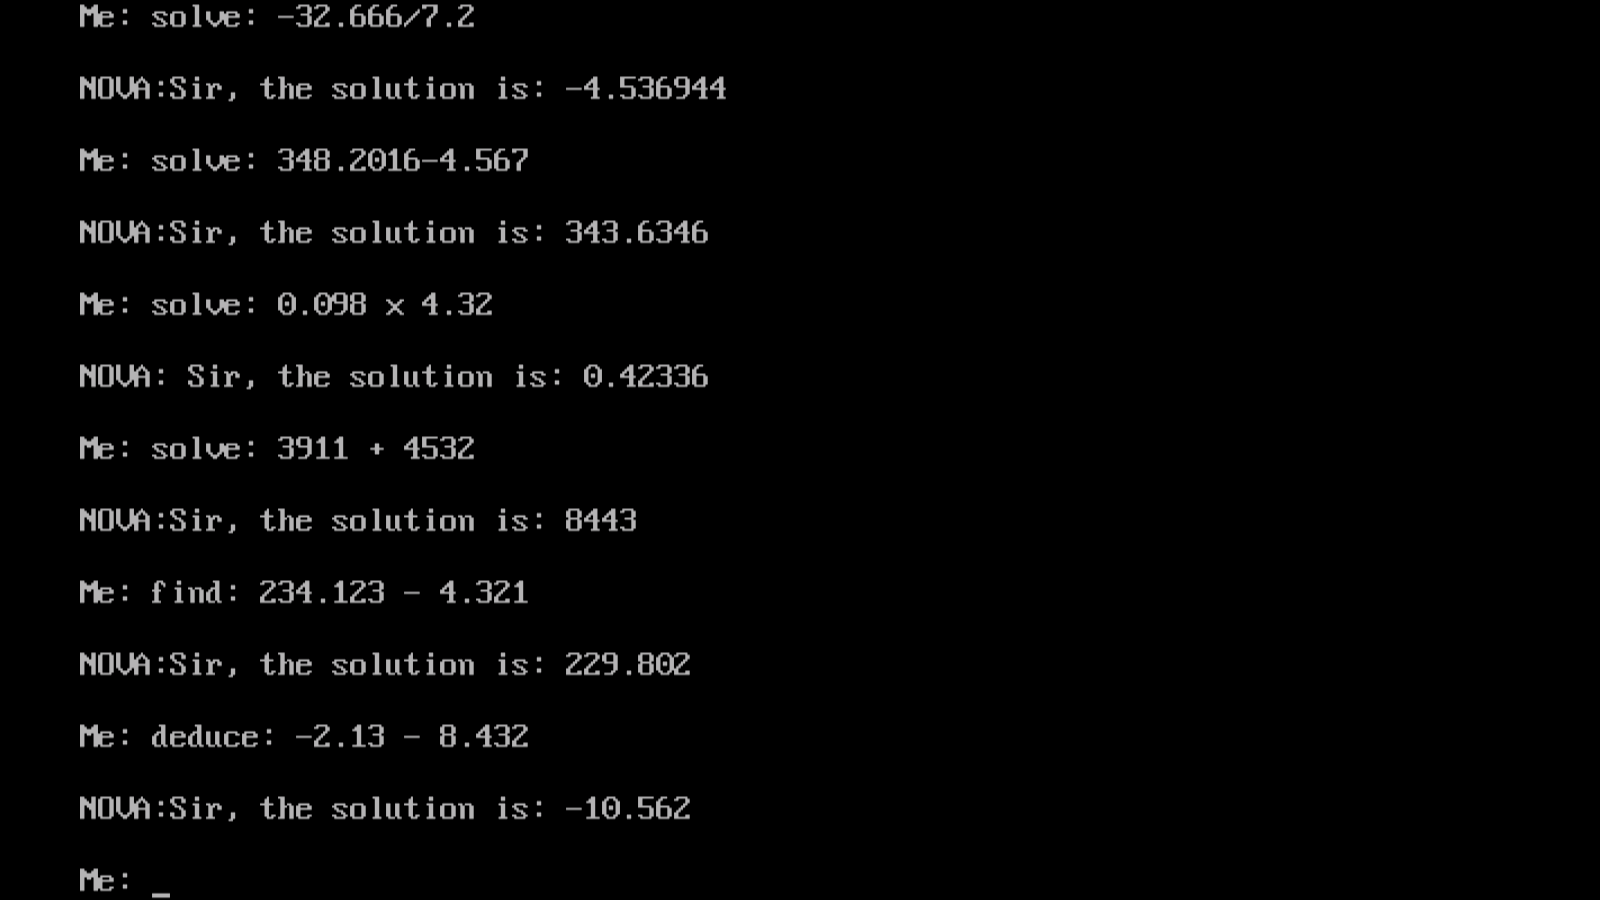 Me: solve: -32.666/7.2
NOVA:Sir, the solution is: -4.536944
Me: solve: 348.2016-4.567
NOVA:Sir, the solution is: 343.6346
Me: solve: 0.098 x 4.32
NOVA: Sir, the solution is: 0.42336
Me: solve: 3911 + 4532
NOVA:Sir, the solution is: 8443
Me: find: 234.123 - 4.321
NOVA:Sir, the solution is: 229.802
Me: deduce: -2.13 - 8.432
NOVA:Sir, the solution is: -10.562
Me: _